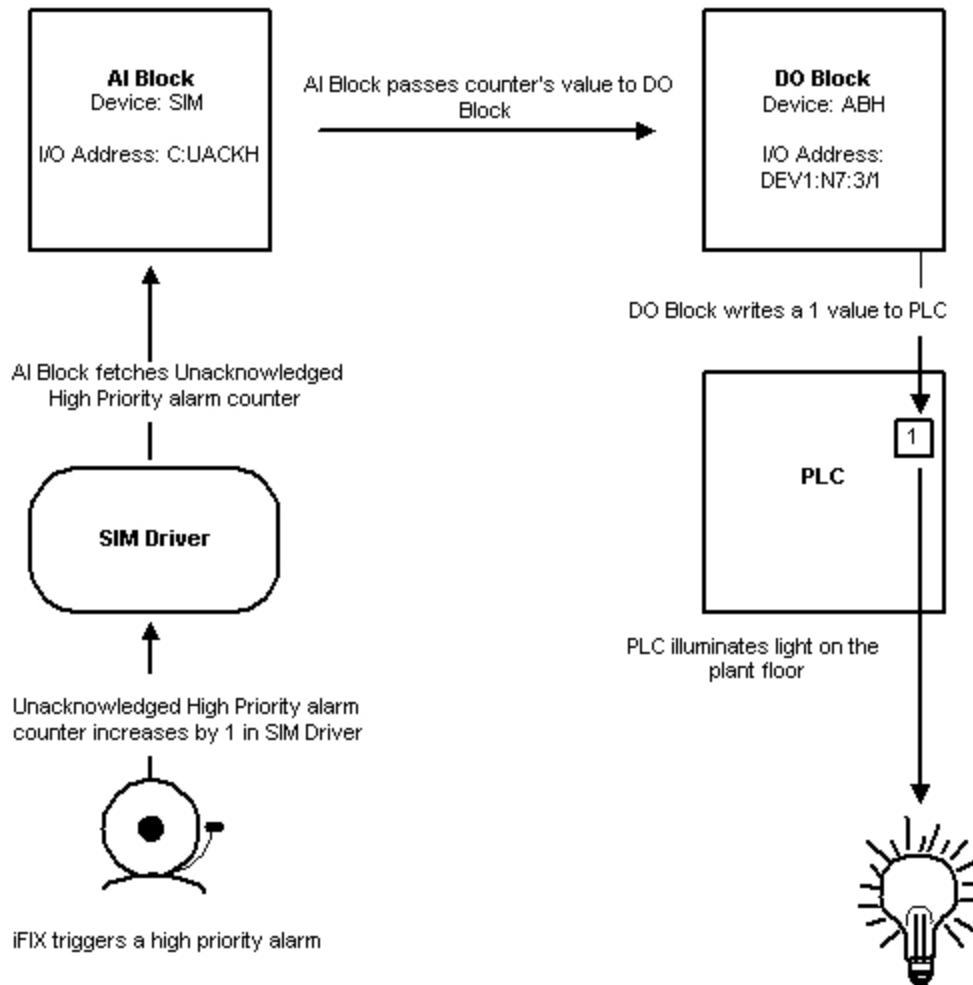 AI Block
Device: SIM
I/O Address: C:UACKH
AI Block passes counter's value to DO
Block
DO Block
Device: ABH
I/O Address:
DEV1:N7:3/1
DO Block writes a 1 value to PLC
AI Block fetches Unacknowledged
High Priority alarm counter
1
PLC
SIM Driver
PLC illuminates light on the
plant floor
Unacknowledged High Priority alarm
counter increases by 1 in SIM Driver
iFIX triggers a high priority alarm